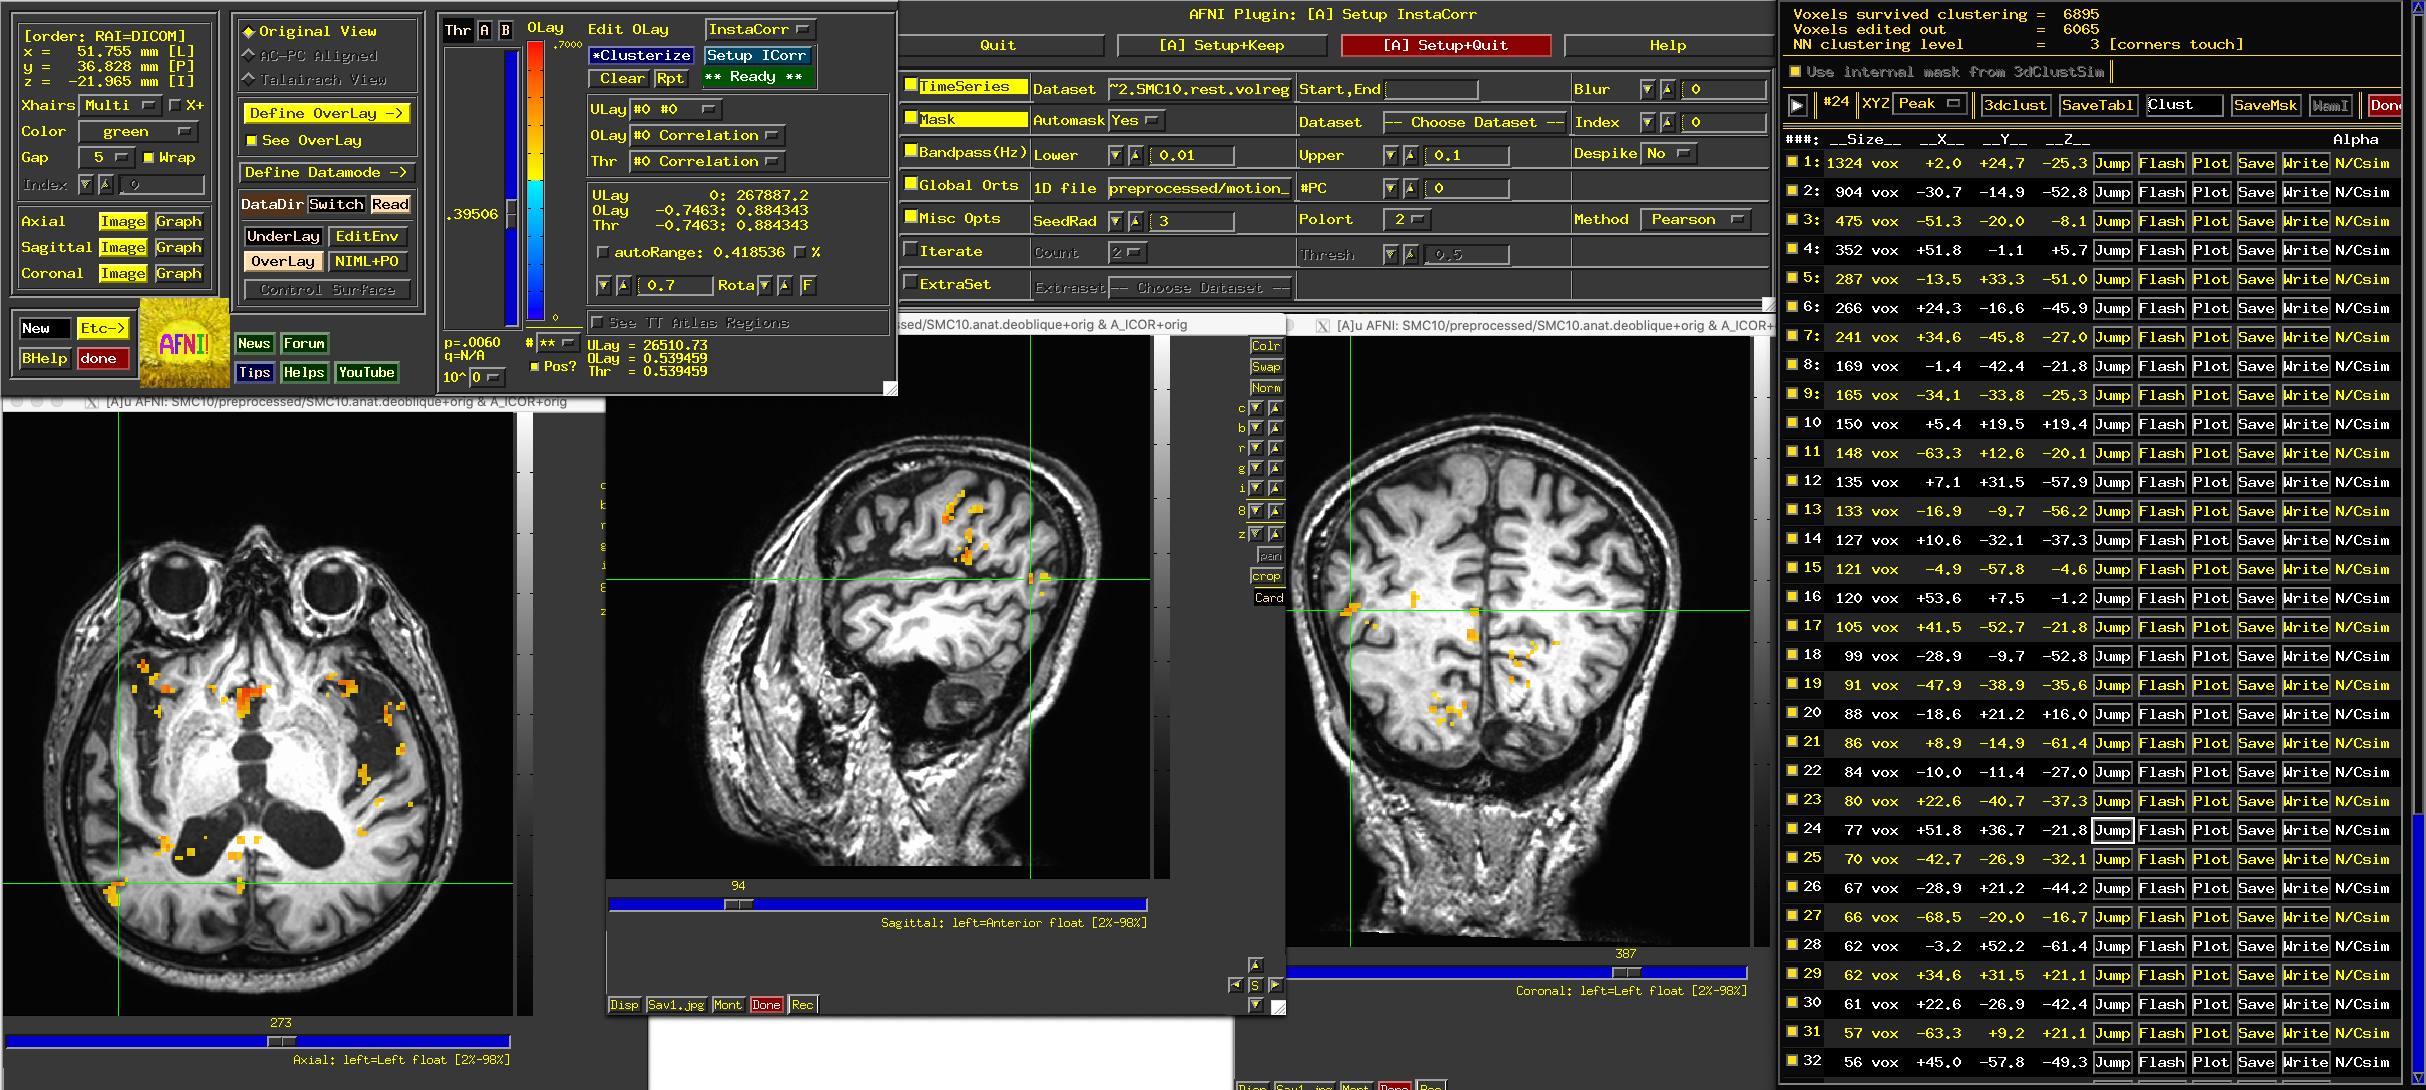 [order: RAI=DICOM]
x = 51.755 mm [L]
y = 36.828 mm [P]
z = -21.965 mm [I]
Xhairs Multi X+
Color green
Gap 5 Wrap
Index 0
Axial Image Graph
Sagittal Image Graph
Coronal Image Graph
New Etc->
BHelp done
AFNI!
Original View
AC-PC Aligned
Talairach View
Define OverLay ->
See OverLay
Define Datamode ->
DataDir Switch Read
UnderLay EditEnv
OverLay NIML+PO
Control Surface
News Forum
Tips Helps YouTube
Thr A B OLay
.7000
.39506
0
p=.0060
q=N/A
10^ 0
# **
Pos?
Edit OLay InstaCorr
*Clusterize Setup ICorr
Clear Rpt ** Ready **
ULay #0 #0
OLay #0 Correlation
Thr #0 Correlation
ULay 0: 267887.2
OLay -0.7463: 0.884343
Thr -0.7463: 0.884343
autoRange: 0.418536 %
0.7 Rota F
See TT Atlas Regions
ULay = 26510.73
OLay = 0.539459
Thr = 0.539459
AFNI Plugin: [A] Setup InstaCorr
Quit [A] Setup+Keep [A] Setup+Quit Help
TimeSeries Dataset ~2.SMC10.rest.volreg Start,End Blur 0
Mask Automask Yes Dataset -- Choose Dataset -- Index 0
Bandpass(Hz) Lower 0.01 Upper 0.1 Despike No
Global Orts 1D file preprocessed/motion_ #PC 0
Misc Opts SeedRad 3 Polort 2 Method Pearson
Iterate Count 2 Thresh 0.5
ExtraSet Extraset -- Choose Dataset --
[A]u AFNI: SMC10/preprocessed/SMC10.anat.deoblique+orig & A_ICOR+orig
273
Axial: left=Left float [2%-98%]
ssed/SMC10.anat.deoblique+orig & A_ICOR+orig
Colr
Swap
Norm
c
b
r
g
i
8
z
pan
crop
Card
94
Sagittal: left=Anterior float [2%-98%]
S
Disp Sav1.jpg Mont Done Rec
[A]u AFNI: SMC10/preprocessed/SMC10.anat.deoblique+orig & A_ICOR+
387
Coronal: left=Left float [2%-98%]
Disp Sav1.jpg Mont Done Rec
Voxels survived clustering = 6895
Voxels edited out = 6065
NN clustering level = 3 [corners touch]
Use internal mask from 3dClustSim
#24 XYZ Peak 3dclust SaveTabl Clust SaveMsk WamI Done
###: __Size__ __X__ __Y__ __Z__ Alpha
1: 1324 vox +2.0 +24.7 -25.3 Jump Flash Plot Save Write N/Csim
2: 904 vox -30.7 -14.9 -52.8 Jump Flash Plot Save Write N/Csim
3: 475 vox -51.3 -20.0 -8.1 Jump Flash Plot Save Write N/Csim
4: 352 vox +51.8 -1.1 +5.7 Jump Flash Plot Save Write N/Csim
5: 287 vox -13.5 +33.3 -51.0 Jump Flash Plot Save Write N/Csim
6: 266 vox +24.3 -16.6 -45.9 Jump Flash Plot Save Write N/Csim
7: 241 vox +34.6 -45.8 -27.0 Jump Flash Plot Save Write N/Csim
8: 169 vox -1.4 -42.4 -21.8 Jump Flash Plot Save Write N/Csim
9: 165 vox -34.1 -33.8 -25.3 Jump Flash Plot Save Write N/Csim
10 150 vox +5.4 +19.5 +19.4 Jump Flash Plot Save Write N/Csim
11 148 vox -63.3 +12.6 -20.1 Jump Flash Plot Save Write N/Csim
12 135 vox +7.1 +31.5 -57.9 Jump Flash Plot Save Write N/Csim
13 133 vox -16.9 -9.7 -56.2 Jump Flash Plot Save Write N/Csim
14 127 vox +10.6 -32.1 -37.3 Jump Flash Plot Save Write N/Csim
15 121 vox -4.9 -57.8 -4.6 Jump Flash Plot Save Write N/Csim
16 120 vox +53.6 +7.5 -1.2 Jump Flash Plot Save Write N/Csim
17 105 vox +41.5 -52.7 -21.8 Jump Flash Plot Save Write N/Csim
18 99 vox -28.9 -9.7 -52.8 Jump Flash Plot Save Write N/Csim
19 91 vox -47.9 -38.9 -35.6 Jump Flash Plot Save Write N/Csim
20 88 vox -18.6 +21.2 +16.0 Jump Flash Plot Save Write N/Csim
21 86 vox +8.9 -14.9 -61.4 Jump Flash Plot Save Write N/Csim
22 84 vox -10.0 -11.4 -27.0 Jump Flash Plot Save Write N/Csim
23 80 vox +22.6 -40.7 -37.3 Jump Flash Plot Save Write N/Csim
24 77 vox +51.8 +36.7 -21.8 Jump Flash Plot Save Write N/Csim
25 70 vox -42.7 -26.9 -32.1 Jump Flash Plot Save Write N/Csim
26 67 vox -28.9 +21.2 -44.2 Jump Flash Plot Save Write N/Csim
27 66 vox -68.5 -20.0 -16.7 Jump Flash Plot Save Write N/Csim
28 62 vox -3.2 +52.2 -61.4 Jump Flash Plot Save Write N/Csim
29 62 vox +34.6 +31.5 +21.1 Jump Flash Plot Save Write N/Csim
30 61 vox +22.6 -26.9 -42.4 Jump Flash Plot Save Write N/Csim
31 57 vox -63.3 +9.2 +21.1 Jump Flash Plot Save Write N/Csim
32 56 vox +45.0 -57.8 -49.3 Jump Flash Plot Save Write N/Csim